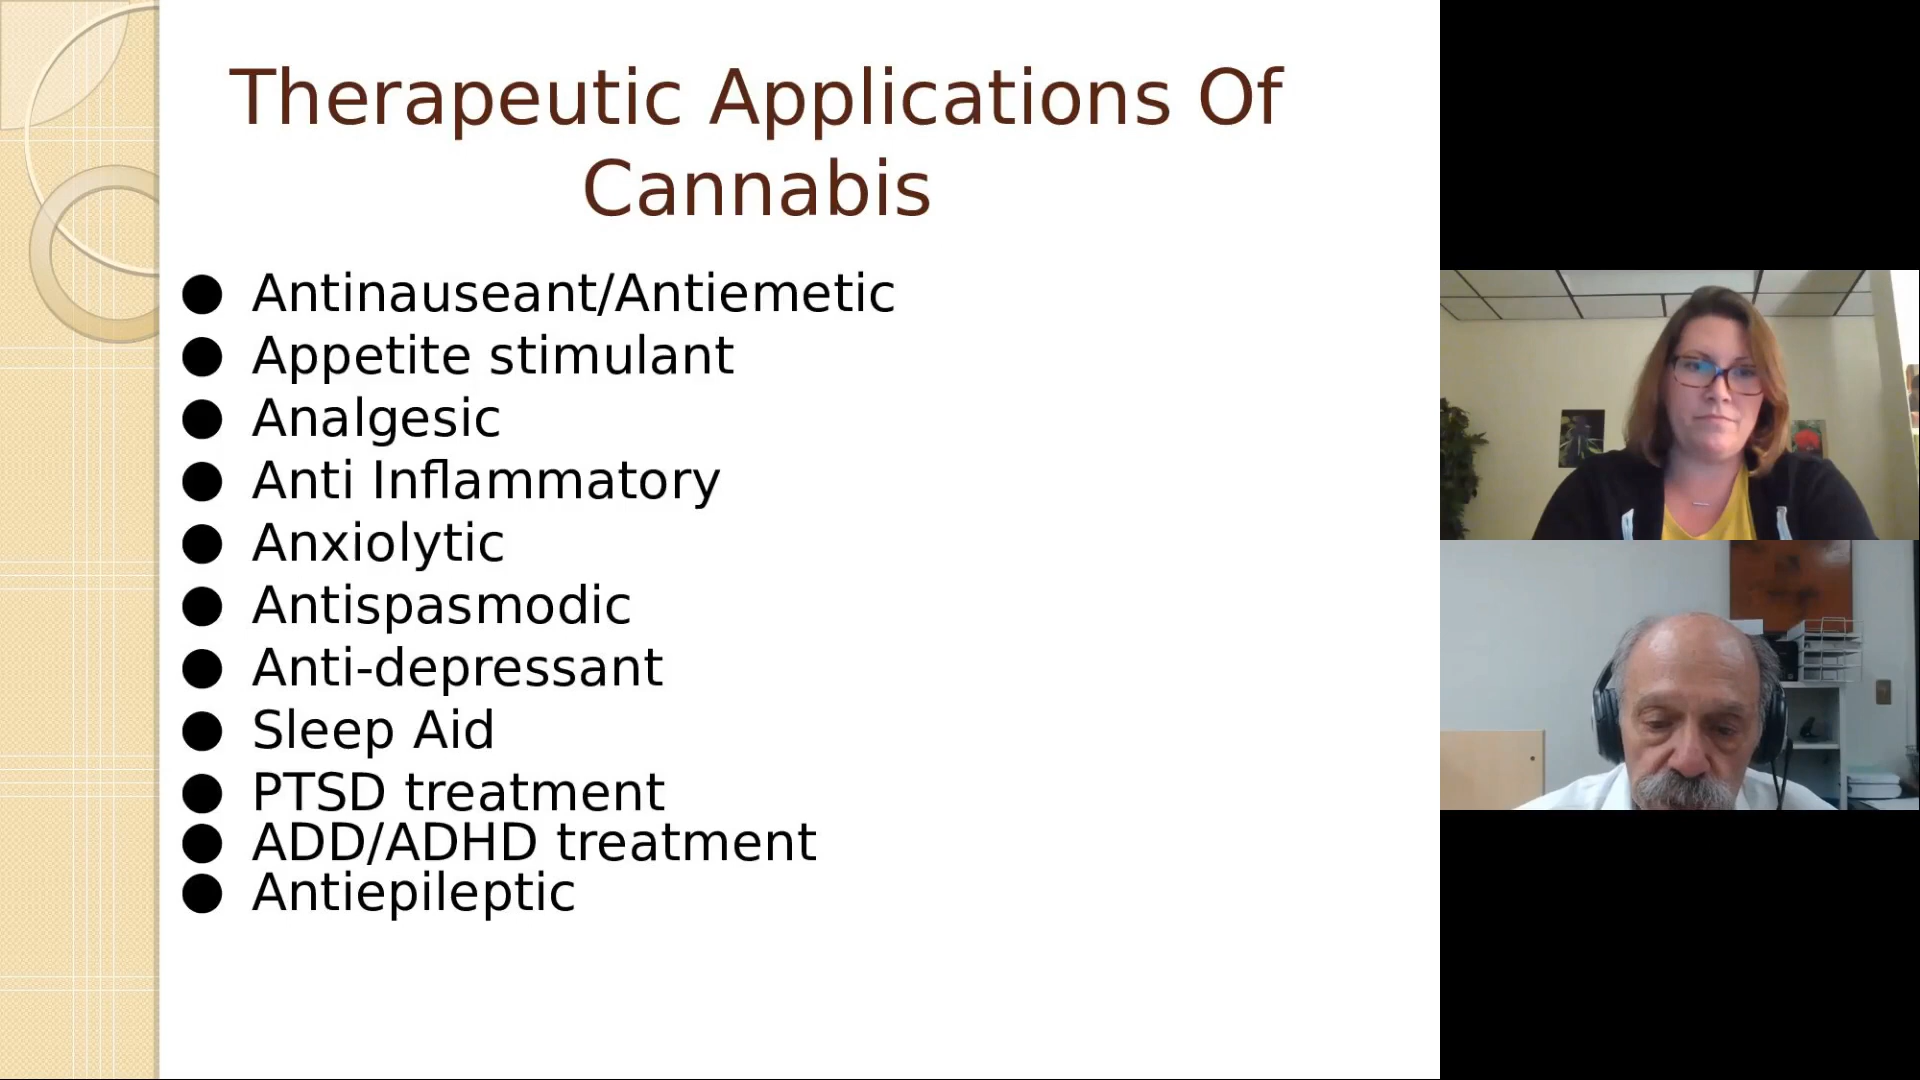 Therapeutic Applications Of
Cannabis
● Antinauseant/Antiemetic
● Appetite stimulant
● Analgesic
● Anti Inflammatory
● Anxiolytic
● Antispasmodic
● Anti-depressant
● Sleep Aid
● PTSD treatment
● ADD/ADHD treatment
● Antiepileptic